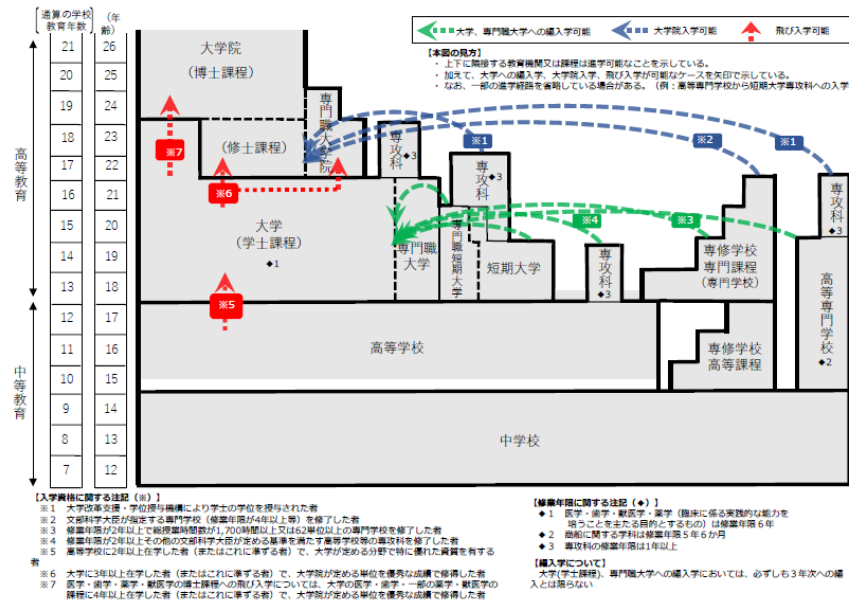 通算の学校
教育年数
（年
齢）
大学、専門職大学への編入学可能
大学院入学可能
飛び入学可能
【本図の見方】
・ 上下に隣接する教育機関又は課程は進学可能なことを示している。
・ 加えて、大学への編入学、大学院入学、飛び入学が可能なケースを矢印で示している。
・ なお、一部の進学経路を省略している場合がある。（例：高等専門学校から短期大学専攻科への入学
21 26
20 25
19 24
18 23
17 22
16 21
15 20
14 19
13 18
12 17
11 16
10 15
9 14
8 13
7 12
高等教育
中等教育
大学院
（博士課程）
（修士課程）
専門職大学院
専攻科
◆3
専攻科
◆3
専攻科
◆3
専攻科
◆3
※7
※6
※5
※1
※2
※1
※4
※3
大学
（学士課程）
◆1
専門職
大学
専門職短期大学
短期大学
専修学校
専門課程
（専門学校）
高等専門学校
◆2
高等学校
専修学校
高等課程
中学校
【入学資格に関する注記（※）】
※１ 大学改革支援・学位授与機構により学士の学位を授与された者
※２ 文部科学大臣が指定する専門学校（修業年限が4年以上等）を修了した者
※３ 修業年限が2年以上で総授業時間数が1,700時間以上又は62単位以上の専門学校を修了した者
※４ 修業年限が2年以上その他の文部科学大臣が定める基準を満たす高等学校等の専攻科を修了した者
※５ 高等学校に2年以上在学した者（またはこれに準ずる者）で、大学が定める分野で特に優れた資質を有する
者
※６ 大学に3年以上在学した者（またはこれに準ずる者）で、大学院が定める単位を優秀な成績で修得した者
※７ 医学・歯学・薬学・獣医学の博士課程への飛び入学については、大学の医学・歯学・一部の薬学・獣医学の
課程に4年以上在学した者（またはこれに準ずる者）で、大学院が定める単位を優秀な成績で修得した者
【修業年限に関する注記（◆）】
◆１ 医学・歯学・獣医学・薬学（臨床に係る実践的な能力を
培うことを主たる目的とするもの）は修業年限６年
◆２ 商船に関する学科は修業年限５年６か月
◆３ 専攻科の修業年限は1年以上
【編入学について】
大学(学士課程)、専門職大学への編入学においては、必ずしも３年次への編
入とは限らない